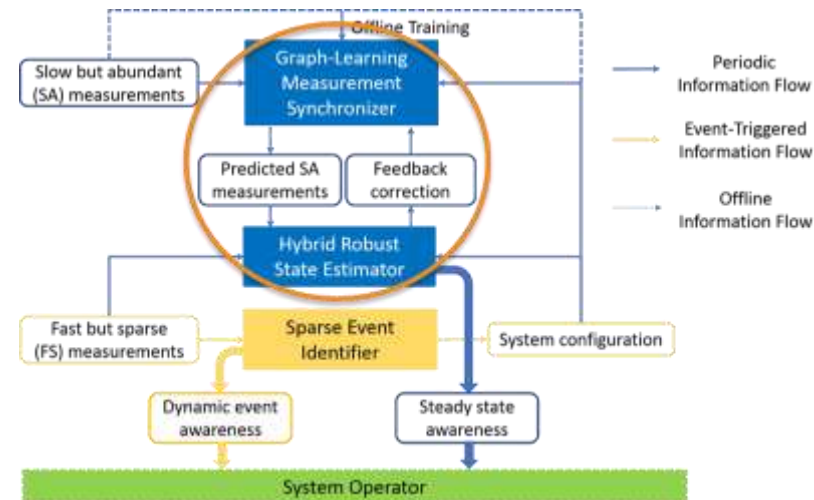 Offline Training
Graph-Learning
Measurement
Synchronizer
Slow but abundant
(SA) measurements
Periodic
Information Flow
Event-Triggered
Information Flow
Offline
Information Flow
Predicted SA
measurements
Feedback
correction
Hybrid Robust
State Estimator
Fast but sparse
(FS) measurements
Sparse Event
Identifier
System configuration
Dynamic event
awareness
Steady state
awareness
System Operator